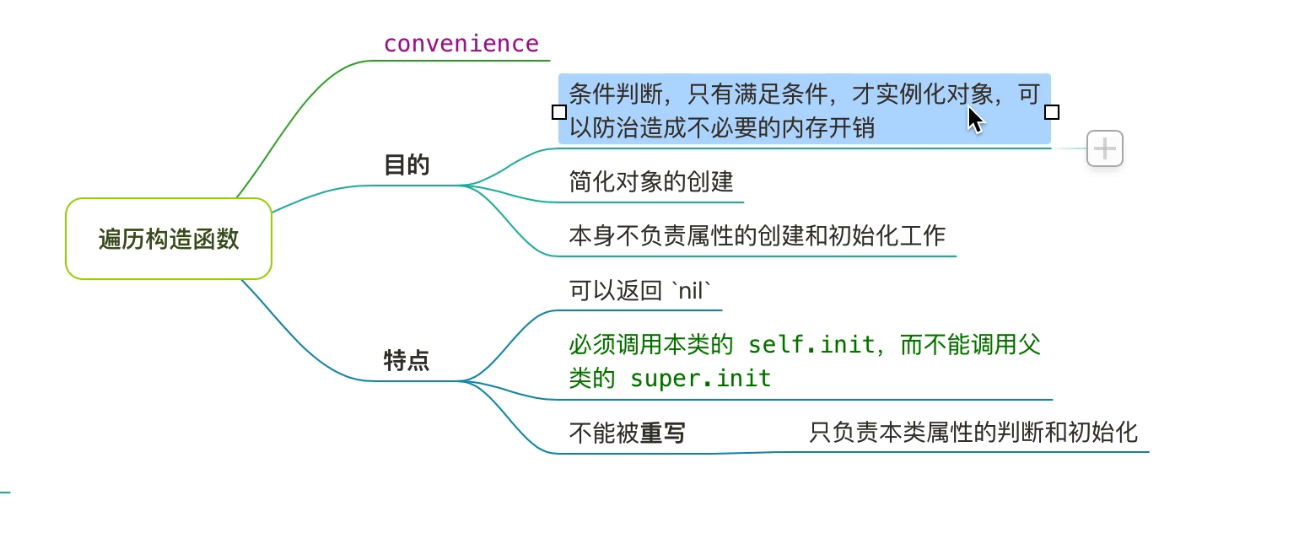 convenience
条件判断，只有满足条件，才实例化对象，可
以防治造成不必要的内存开销
目的
简化对象的创建
遍历构造函数
本身不负责属性的创建和初始化工作
可以返回 `nil`
必须调用本类的 self.init，而不能调用父
类的 super.init
特点
不能被重写
只负责本类属性的判断和初始化